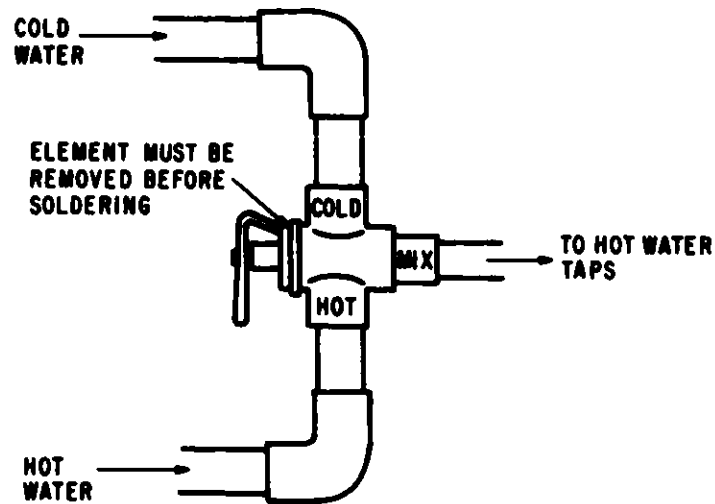 COLD
WATER
ELEMENT MUST BE
REMOVED BEFORE
SOLDERING
COLD
MIX
TO HOT WATER
TAPS
HOT
HOT
WATER